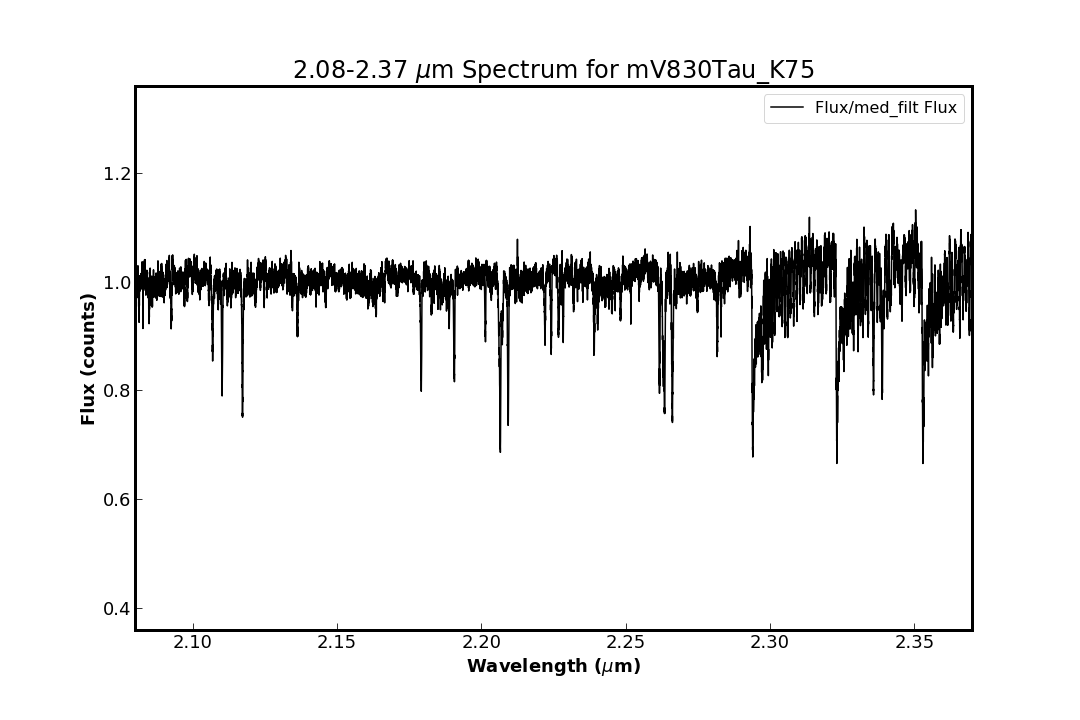 2.08-2.37 μm Spectrum for mV830Tau_K75
Flux/med_filt Flux
1.2
1.0
0.8
0.6
0.4
Flux (counts)
2.10 2.15 2.20 2.25 2.30 2.35
Wavelength (μm)